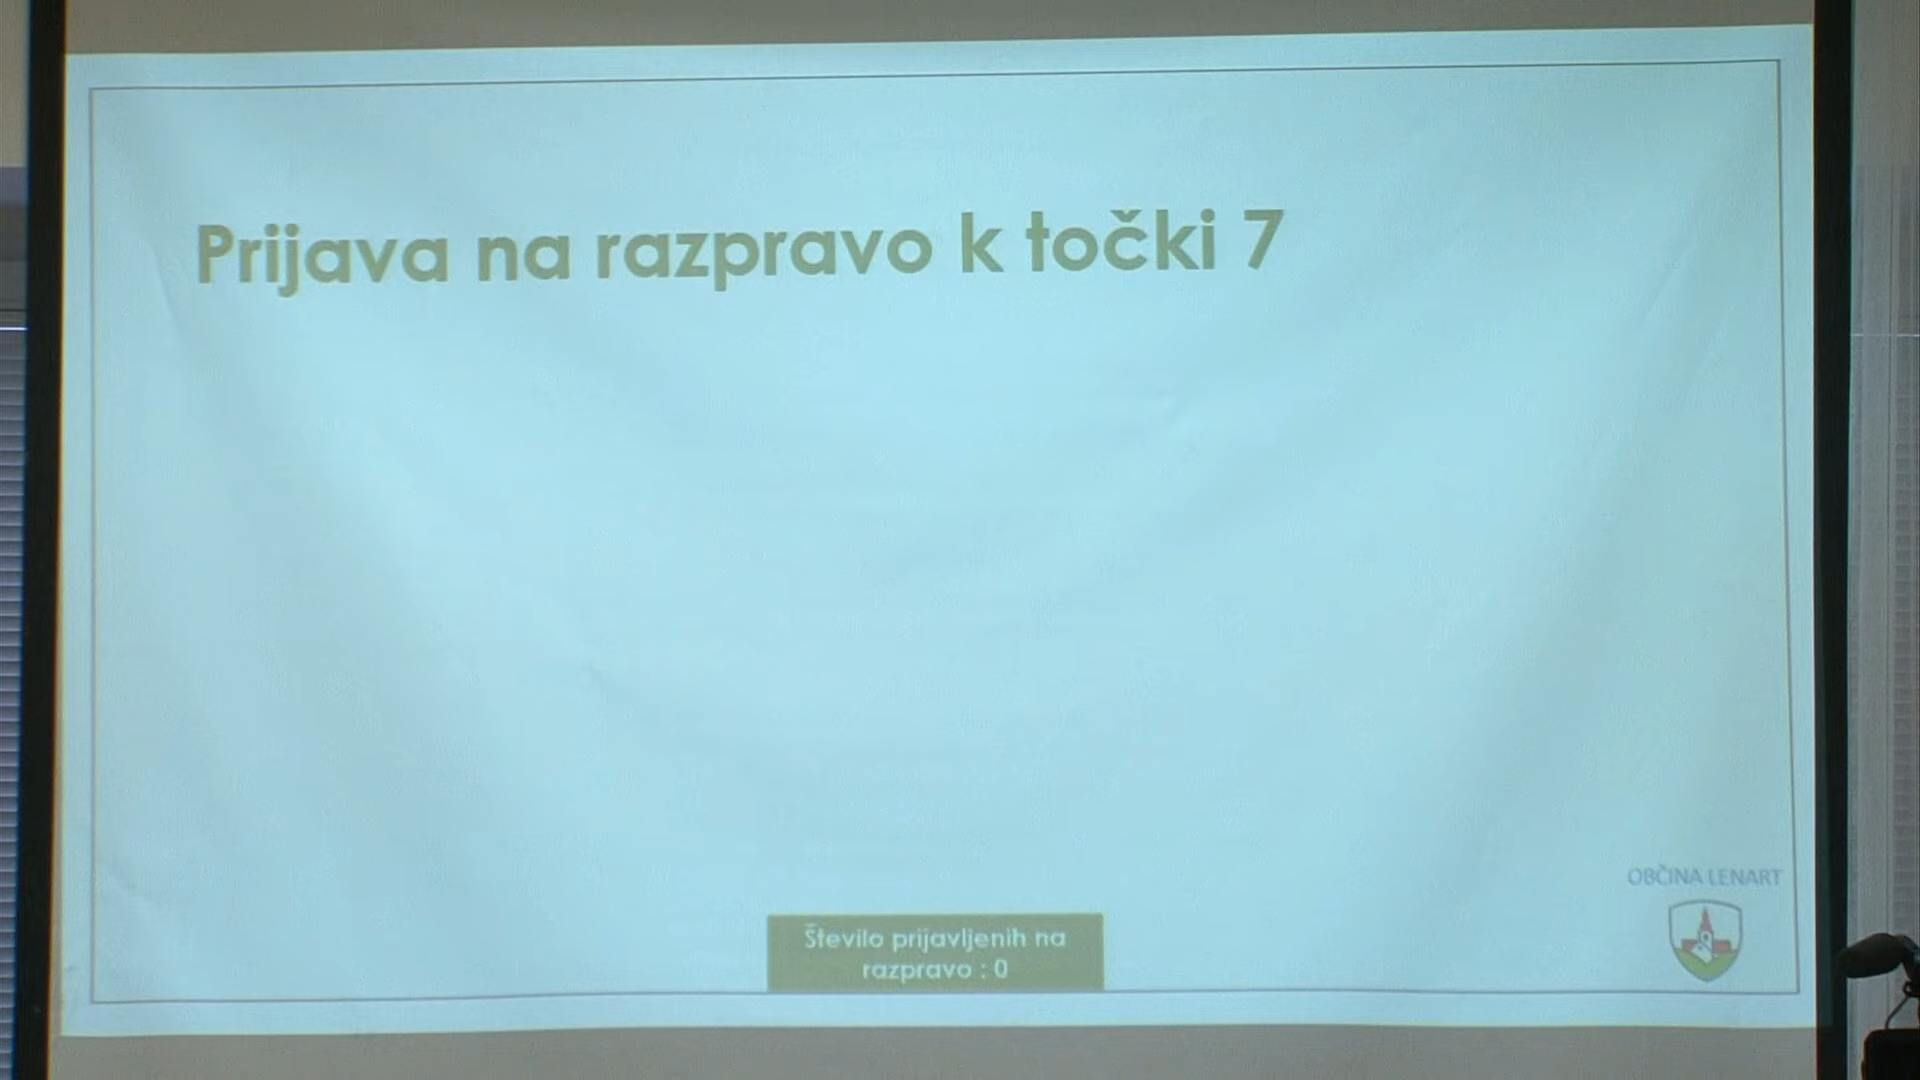 Prijava na razpravo k točki 7
OBČINA LENART
Število prijavljenih na
razpravo : 0